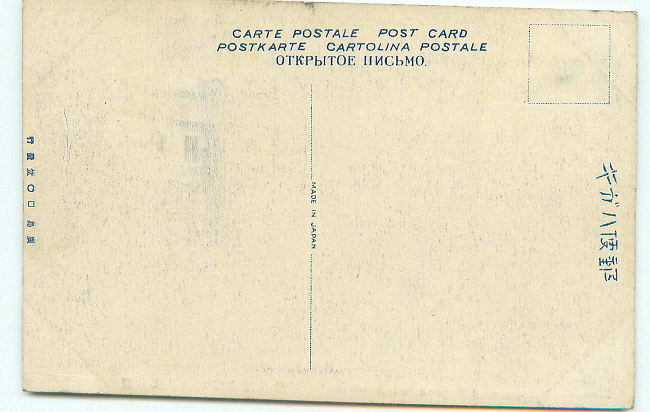 CARTE POSTALE POST CARD
POSTKARTE CARTOLINA POSTALE
ОТКРЫТОЕ ПИСЬМО.
MADE IN JAPAN
郵便ハガキ